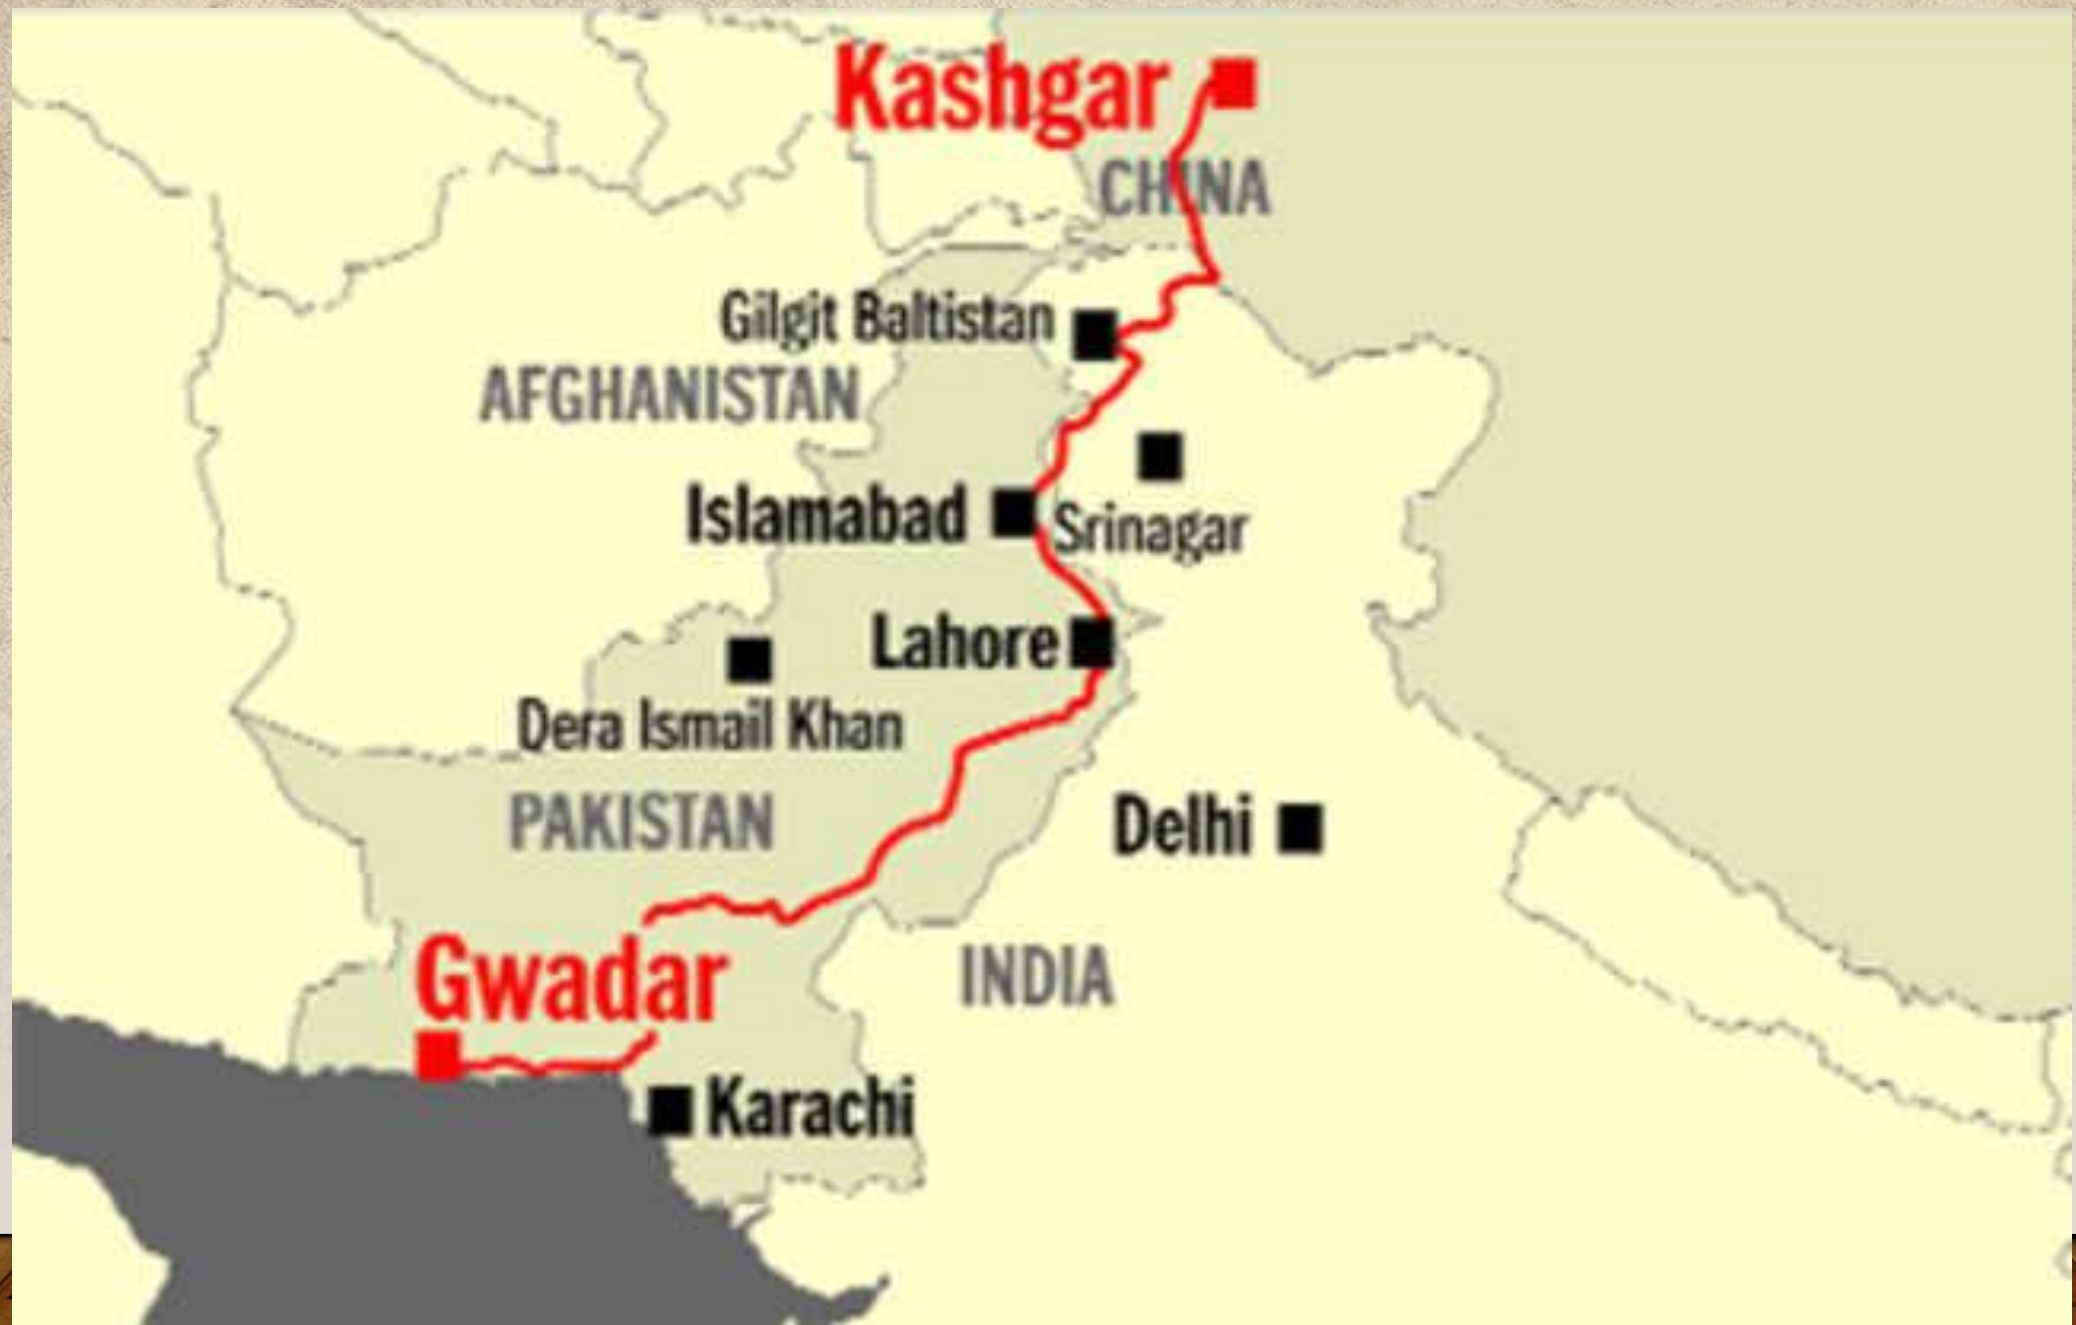 Kashgar
CHINA
Gilgit Baltistan
AFGHANISTAN
Islamabad
Srinagar
Lahore
Dera Ismail Khan
PAKISTAN
Delhi
Gwadar
INDIA
Karachi